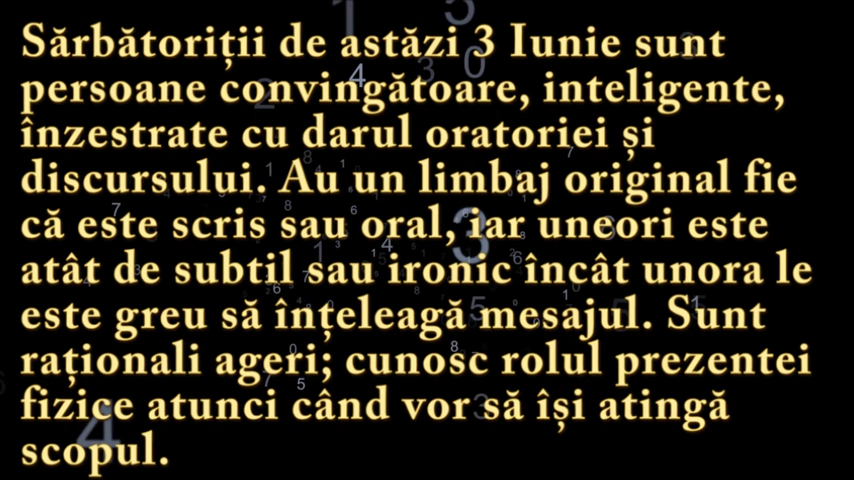 Sărbătoriții de astăzi 3 Iunie sunt
persoane convingătoare, inteligente,
înzestrate cu darul oratoriei și
discursului. Au un limbaj original fie
că este scris sau oral, iar uneori este
atât de subtil sau ironic încât unora le
este greu să înțeleagă mesajul. Sunt
raționali ageri; cunosc rolul prezentei
fizice atunci când vor să își atingă
scopul.